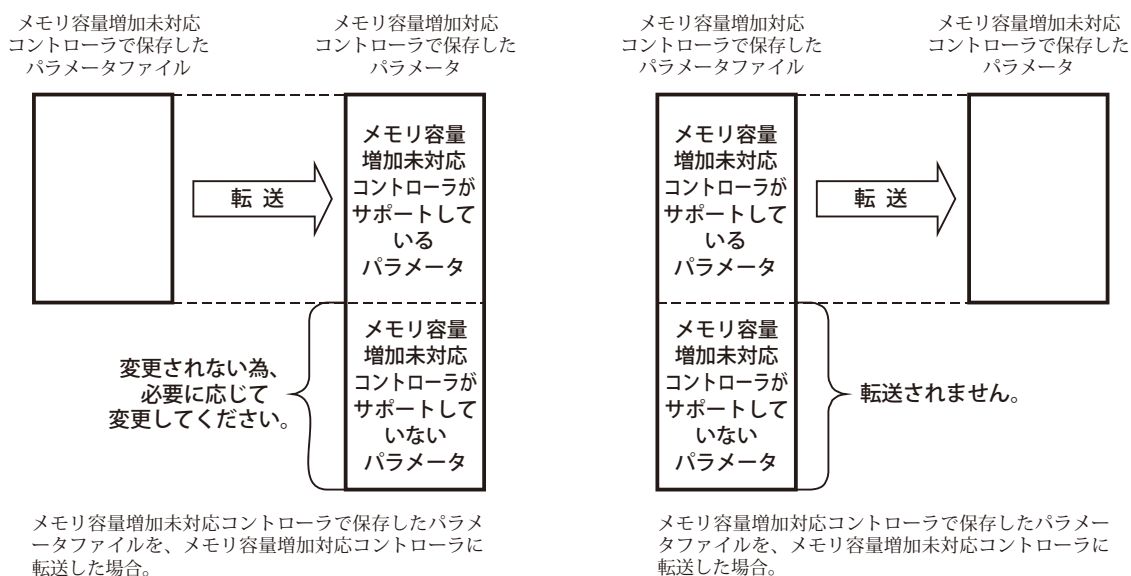 メモリ容量増加未対応
コントローラで保存した
パラメータファイル
メモリ容量増加対応
コントローラで保存した
パラメータ
転 送
メモリ容量
増加未対応
コントローラが
サポートして
いる
パラメータ
メモリ容量
増加未対応
コントローラが
サポートして
いない
パラメータ
変更されない為、
必要に応じて
変更してください。
メモリ容量増加未対応コントローラで保存したパラメ
ータファイルを、メモリ容量増加対応コントローラに
転送した場合。
メモリ容量増加対応
コントローラで保存した
パラメータファイル
メモリ容量増加未対応
コントローラで保存した
パラメータ
メモリ容量
増加未対応
コントローラが
サポートして
いる
パラメータ
転 送
メモリ容量
増加未対応
コントローラが
サポートして
いない
パラメータ
転送されません。
メモリ容量増加対応コントローラで保存したパラメー
タファイルを、メモリ容量増加未対応コントローラに
転送した場合。